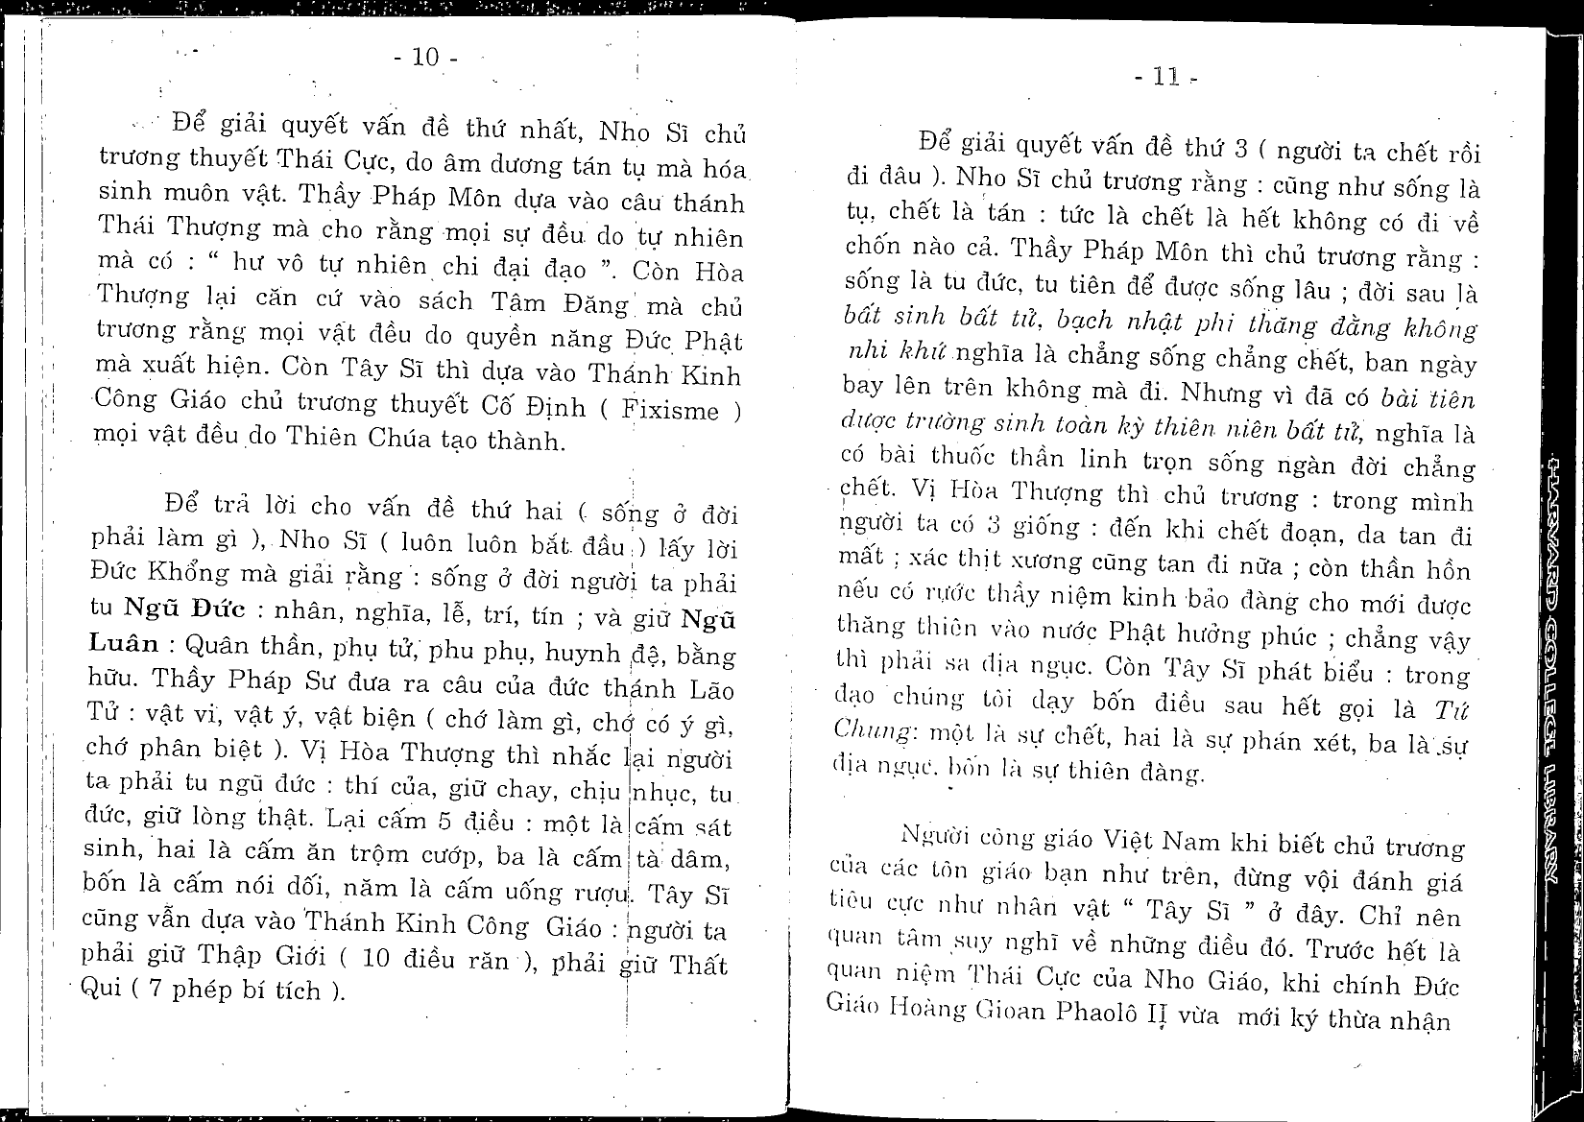 - 10 -
Để giải quyết vấn đề thứ nhất, Nho Sĩ chủ
trương thuyết Thái Cực, do âm dương tán tụ mà hóa
sinh muôn vật. Thầy Pháp Môn dựa vào câu thánh
Thái Thượng mà cho rằng mọi sự đều do tự nhiên
mà có : “ hư vô tự nhiên chi đại đạo ”. Còn Hòa
Thượng lại căn cứ vào sách Tâm Đăng mà chủ
trương rằng mọi vật đều do quyền năng Đức Phật
mà xuất hiện. Còn Tây Sĩ thì dựa vào Thánh Kinh
Công Giáo chủ trương thuyết Cố Định ( Fixisme )
mọi vật đều do Thiên Chúa tạo thành.
Để trả lời cho vấn đề thứ hai ( sống ở đời
phải làm gì ), Nho Sĩ ( luôn luôn bắt đầu ) lấy lời
Đức Khổng mà giải rằng : sống ở đời người ta phải
tu Ngũ Đức : nhân, nghĩa, lễ, trí, tín ; và giữ Ngũ
Luân : Quân thần, phụ tử, phu phụ, huynh đệ, bằng
hữu. Thầy Pháp Sư đưa ra câu của đức thánh Lão
Tử : vật vi, vật ý, vật biện ( chớ làm gì, chớ có ý gì,
chớ phân biệt ). Vị Hòa Thượng thì nhắc lại người
ta phải tu ngũ đức : thí của, giữ chay, chịu nhục, tu
đức, giữ lòng thật. Lại cấm 5 điều : một là cấm sát
sinh, hai là cấm ăn trộm cướp, ba là cấm tà dâm,
bốn là cấm nói dối, năm là cấm uống rượu. Tây Sĩ
cũng vẫn dựa vào Thánh Kinh Công Giáo : người ta
phải giữ Thập Giới ( 10 điều răn ), phải giữ Thất
Qui ( 7 phép bí tích ).
- 11 -
Để giải quyết vấn đề thứ 3 ( người ta chết rồi
đi đâu ). Nho Sĩ chủ trương rằng : cũng như sống là
tụ, chết là tán : tức là chết là hết không có đi về
chốn nào cả. Thầy Pháp Môn thì chủ trương rằng :
sống là tu đức, tu tiên để được sống lâu ; đời sau là
bất sinh bất tử, bạch nhật phi thăng đằng không
nhi khứ nghĩa là chẳng sống chẳng chết, ban ngày
bay lên trên không mà đi. Nhưng vì đã có bài tiên
dược trường sinh toàn kỳ thiên niên bất tử, nghĩa là
có bài thuốc thần linh trọn sống ngàn đời chẳng
chết. Vị Hòa Thượng thì chủ trương : trong mình
người ta có 3 giống : đến khi chết đoạn, da tan đi
mất ; xác thịt xương cũng tan đi nữa ; còn thần hồn
nếu có rước thầy niệm kinh bảo đàng cho mới được
thăng thiên vào nước Phật hưởng phúc ; chẳng vậy
thì phải sa địa ngục. Còn Tây Sĩ phát biểu : trong
đạo chúng tôi dạy bốn điều sau hết gọi là Tứ
Chung: một là sự chết, hai là sự phán xét, ba là sự
địa ngục. bốn là sự thiên đàng.
Người công giáo Việt Nam khi biết chủ trương
của các tôn giáo bạn như trên, đừng vội đánh giá
tiêu cực như nhân vật “ Tây Sĩ ” ở đây. Chỉ nên
quan tâm suy nghĩ về những điều đó. Trước hết là
quan niệm Thái Cực của Nho Giáo, khi chính Đức
Giáo Hoàng Gioan Phaolô II vừa mới ký thừa nhận
HARVARD COLLEGE LIBRARY